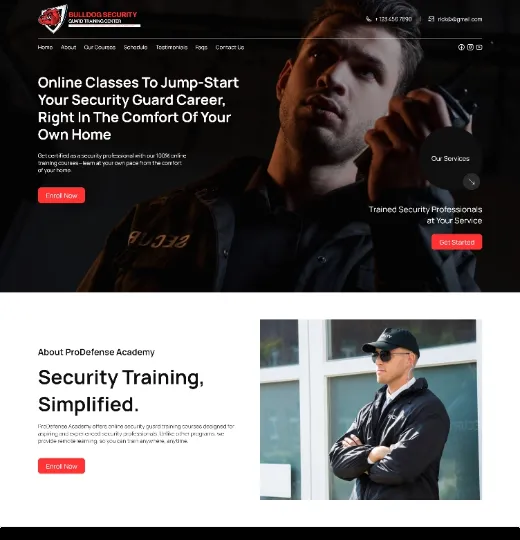 BULLDOG SECURITY
GUARD TRAINING CENTER
+ 123 456 7890
Home About Our Courses Schedule Testimonials Faqs Contact Us
Online Classes To Jump-Start
Your Security Guard Career,
Right In The Comfort Of Your
Own Home
Get certified as a security professional with our 100% online
training courses – learn at your own pace from the comfort
of your home.
Enroll Now
Our Services
Trained Security Professionals
at Your Service
Get Started
About ProDefense Academy
Security Training,
Simplified.
ProDefense Academy offers online security guard training courses designed for
aspiring and experienced security professionals. Unlike other programs, we
provide remote learning, so you can train anywhere, anytime.
Enroll Now